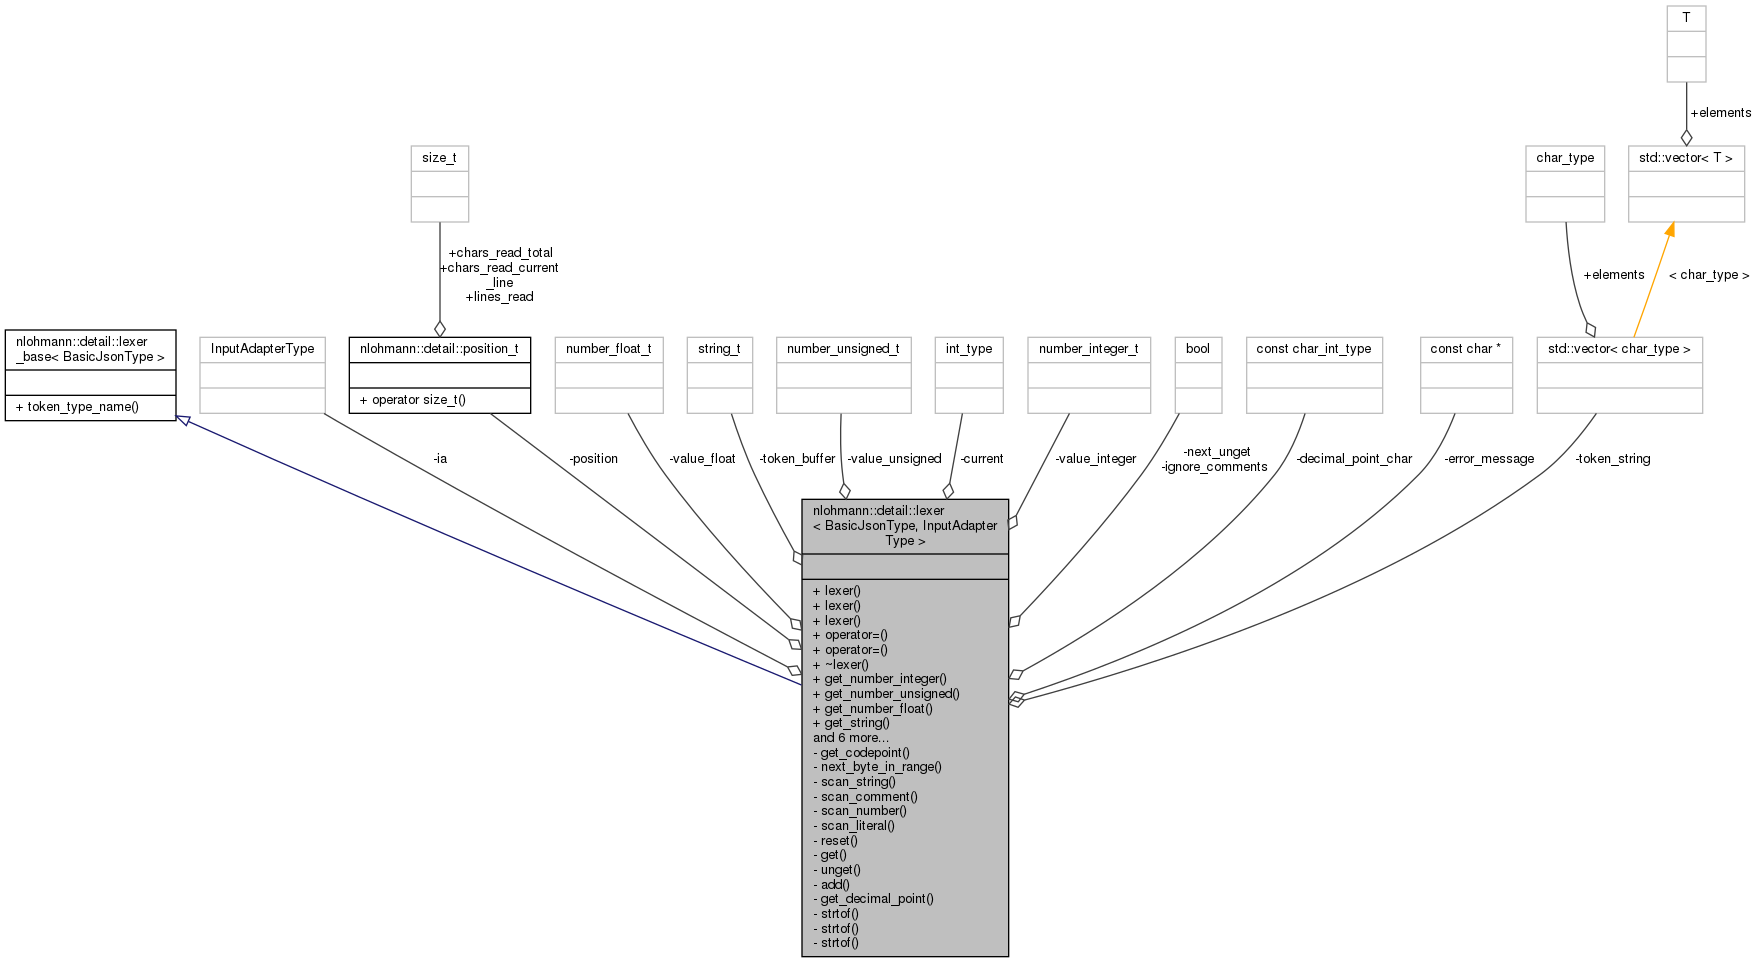 T
+elements
size_t
char_type
std::vector< T >
+chars_read_total
+chars_read_current
_line
+lines_read
+elements
< char_type >
nlohmann::detail::lexer
_base< BasicJsonType >
+ token_type_name()
InputAdapterType
nlohmann::detail::position_t
+ operator size_t()
number_float_t
string_t
number_unsigned_t
int_type
number_integer_t
bool
const char_int_type
const char *
std::vector< char_type >
-ia
-position
-value_float
-token_buffer
-value_unsigned
-current
-value_integer
-next_unget
-ignore_comments
-decimal_point_char
-error_message
-token_string
nlohmann::detail::lexer
< BasicJsonType, InputAdapter
Type >
+ lexer()
+ lexer()
+ lexer()
+ operator=()
+ operator=()
+ ~lexer()
+ get_number_integer()
+ get_number_unsigned()
+ get_number_float()
+ get_string()
and 6 more...
- get_codepoint()
- next_byte_in_range()
- scan_string()
- scan_comment()
- scan_number()
- scan_literal()
- reset()
- get()
- unget()
- add()
- get_decimal_point()
- strtof()
- strtof()
- strtof()